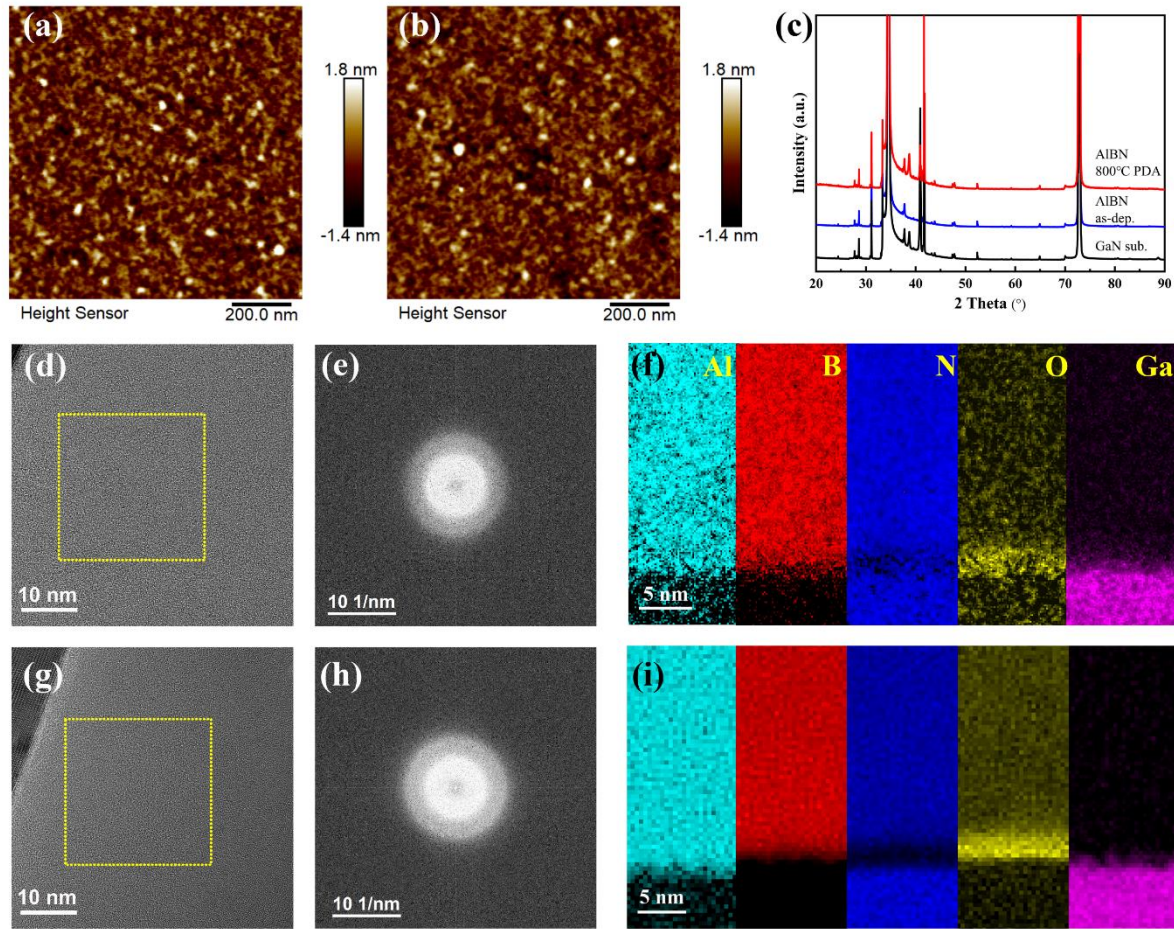 (a)
1.8 nm
-1.4 nm
Height Sensor
200.0 nm
(b)
1.8 nm
-1.4 nm
Height Sensor
200.0 nm
(c)
Intensity (a.u.)
AlBN
800°C PDA
AlBN
as-dep.
GaN sub.
20 30 40 50 60 70 80 90
2 Theta (°)
(d)
10 nm
(e)
10 1/nm
(f)
Al B N O Ga
5 nm
(g)
10 nm
(h)
10 1/nm
(i)
5 nm